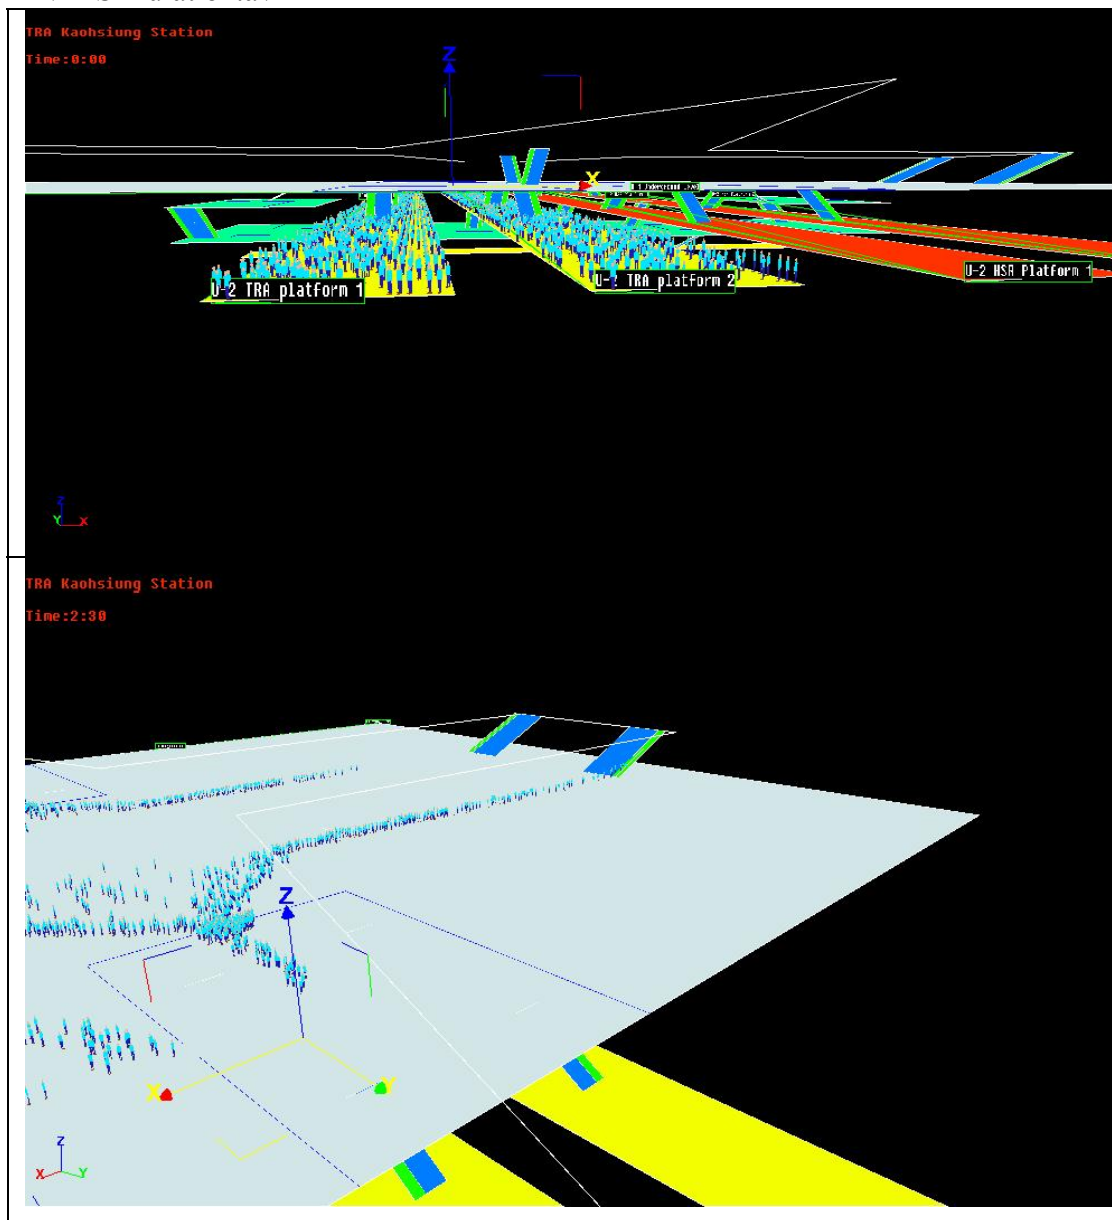 TRA Kaohsiung Station
Time:0:00
Z
X
U-2 TRA platform 1
U-2 TRA platform 2
U-2 HSR Platform 1
Z
Y X
TRA Kaohsiung Station
Time:2:30
Z
X Y
Z
X Y